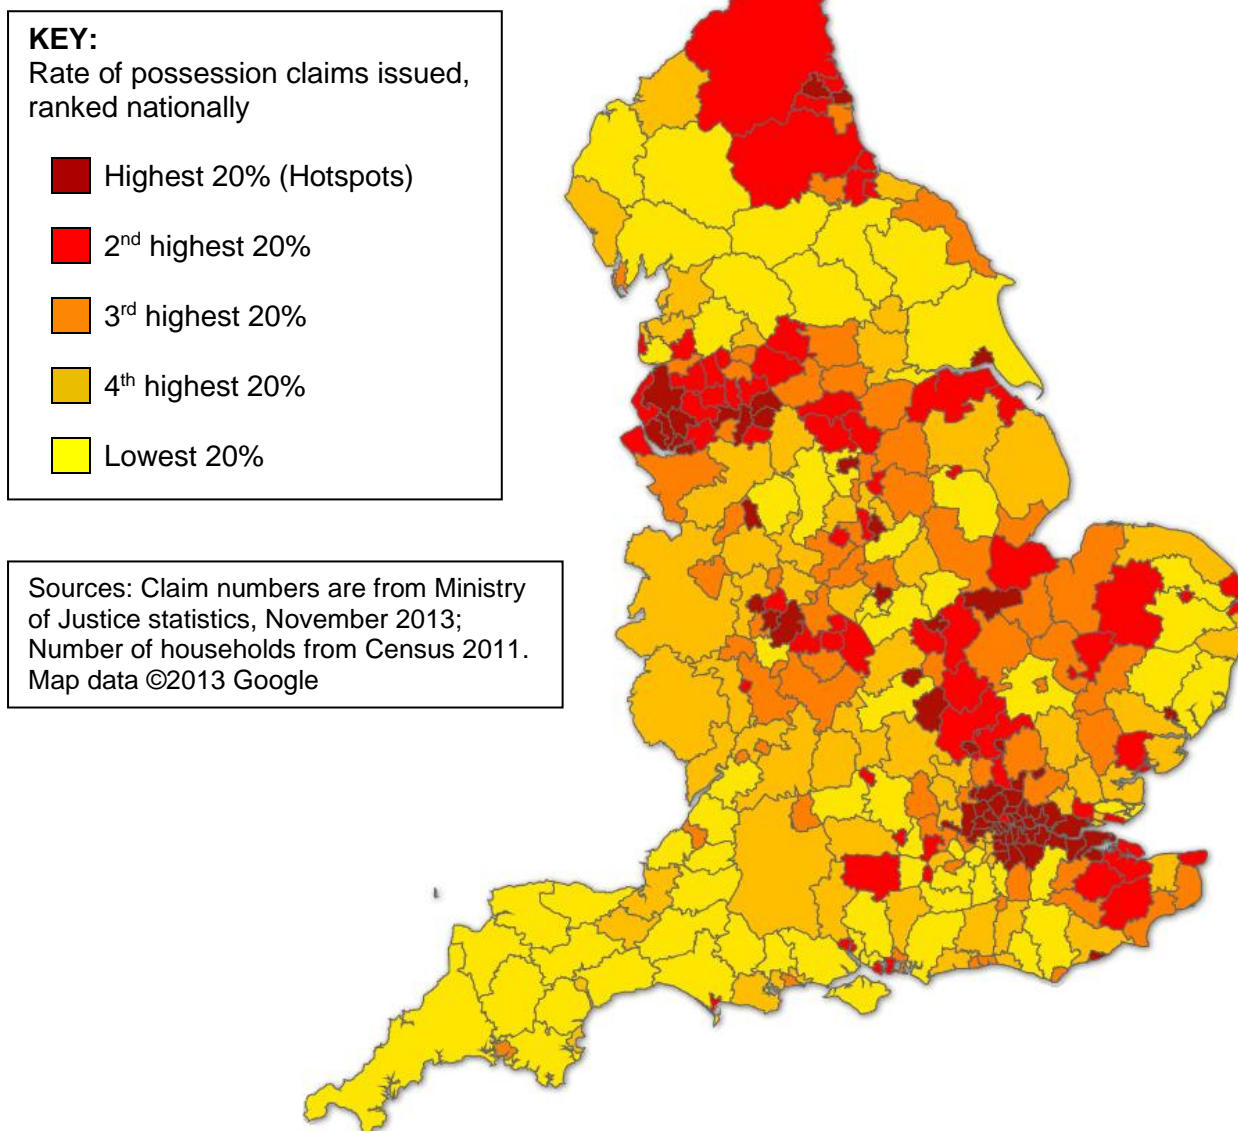 KEY:
Rate of possession claims issued,
ranked nationally
Highest 20% (Hotspots)
2nd highest 20%
3rd highest 20%
4th highest 20%
Lowest 20%
Sources: Claim numbers are from Ministry
of Justice statistics, November 2013;
Number of households from Census 2011.
Map data ©2013 Google